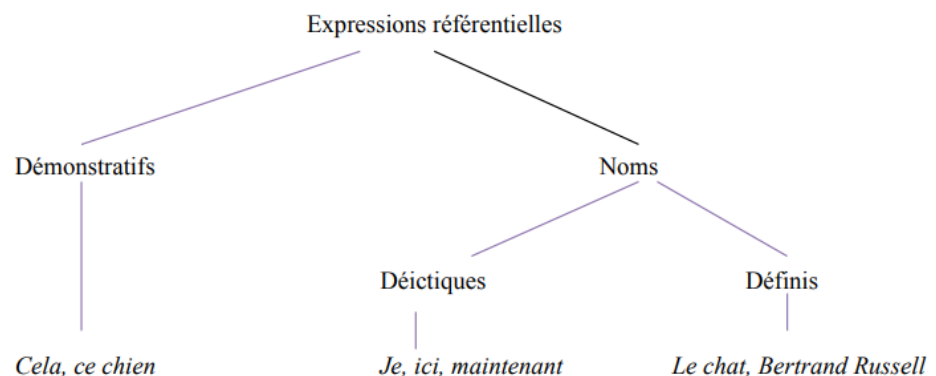 Expressions référentielles
Démonstratifs
Noms
Déictiques
Définis
Cela, ce chien
Je, ici, maintenant
Le chat, Bertrand Russell